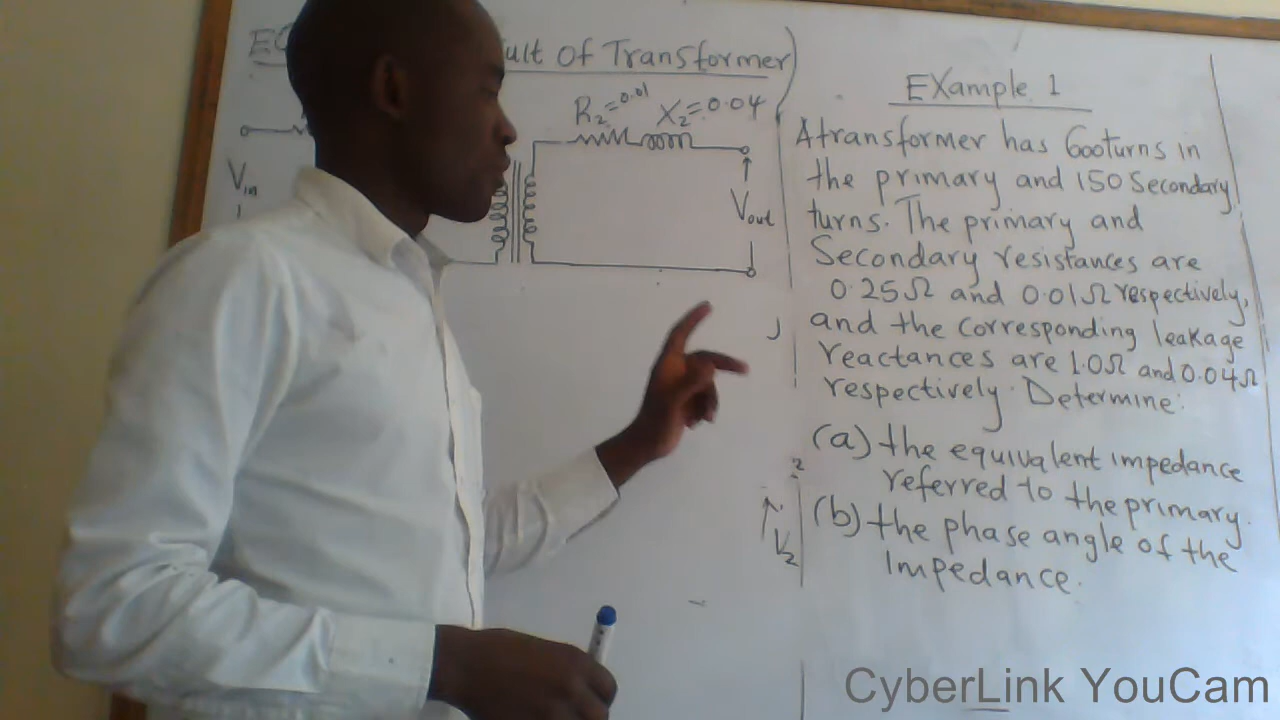 uit Of Transformer
R₂=0.01 X₂=0.04
Vin
Vout
V₂
EXample 1
A transformer has 600turns in
the primary and 150 Secondary
turns. The primary and
Secondary resistances are
0.25Ω and 0.01Ω respectively,
and the corresponding leakage
reactances are 1.0Ω and 0.04Ω
respectively. Determine:
(a) the equivalent impedance
referred to the primary.
(b) the phase angle of the
Impedance.
CyberLink YouCam